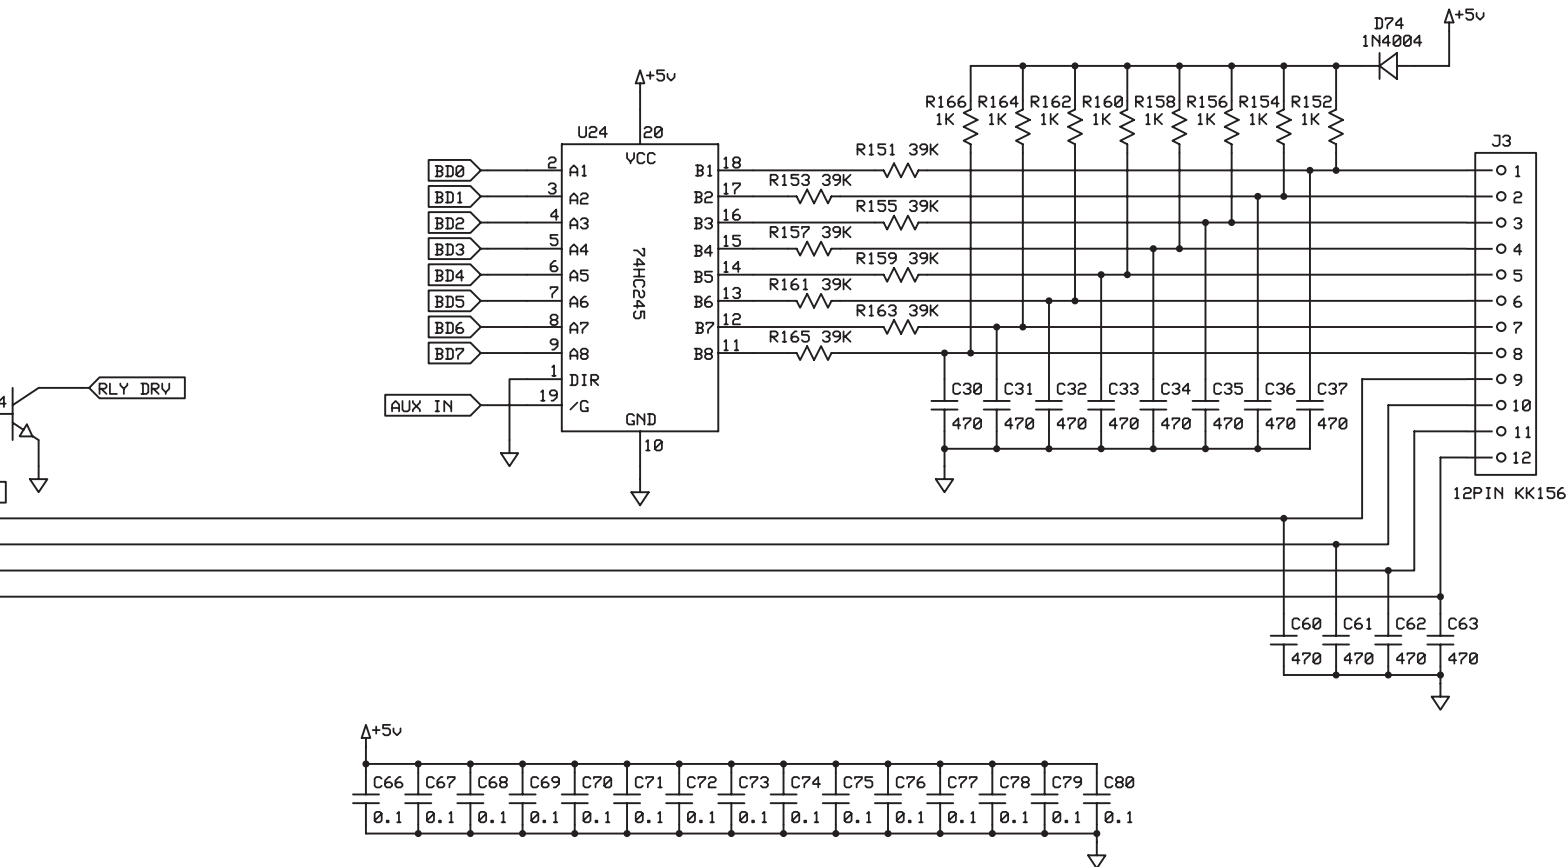 D74
+5v
1N4004
+5v
R166 R164 R162 R160 R158 R156 R154 R152
1K 1K 1K 1K 1K 1K 1K 1K
U24 20
VCC
J3
R151 39K
BD0 2 A1 B1 18 1
R153 39K
BD1 3 A2 B2 17 2
R155 39K
BD2 4 A3 B3 16 3
R157 39K
BD3 5 A4 B4 15 4
R159 39K
BD4 6 A5 B5 14 5
74HC245
R161 39K
BD5 7 A6 B6 13 6
R163 39K
BD6 8 A7 B7 12 7
R165 39K
BD7 9 A8 B8 11 8
1 DIR 9
4 RLY DRV
C30 C31 C32 C33 C34 C35 C36 C37
AUX IN 19 /G 10
GND
470 470 470 470 470 470 470 470
11
10
12
12PIN KK156
C60 C61 C62 C63
470 470 470 470
+5v
C66 C67 C68 C69 C70 C71 C72 C73 C74 C75 C76 C77 C78 C79 C80
0.1 0.1 0.1 0.1 0.1 0.1 0.1 0.1 0.1 0.1 0.1 0.1 0.1 0.1 0.1